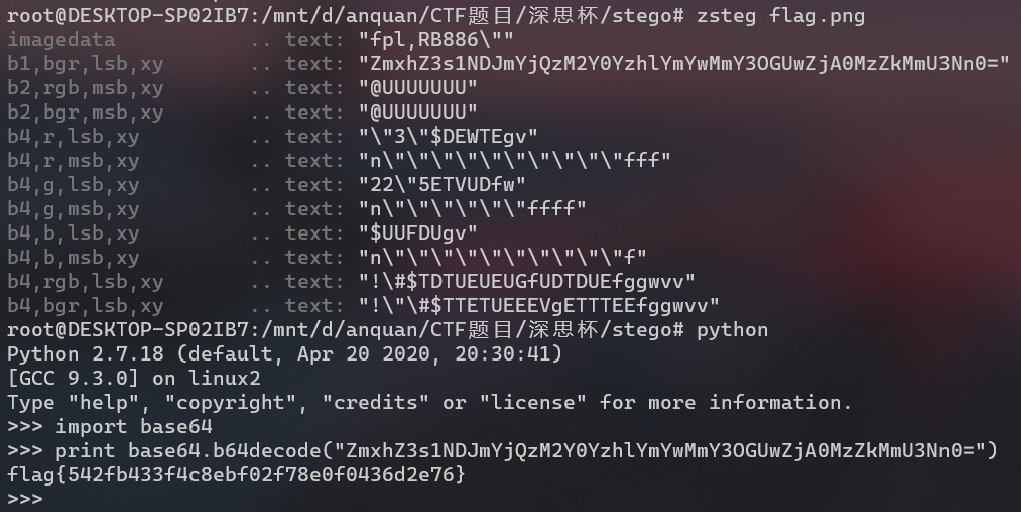 root@DESKTOP-SP02IB7:/mnt/d/anquan/CTF题目/深思杯/stego# zsteg flag.png
imagedata           .. text: "fpl,RB886\""
b1,bgr,lsb,xy       .. text: "ZmxhZ3s1NDJmYjQzM2Y0YzhlYmYwMmY3OGUwZjA0MzZkMmU3Nn0="
b2,rgb,msb,xy       .. text: "@UUUUUUU"
b2,bgr,msb,xy       .. text: "@UUUUUUU"
b4,r,lsb,xy         .. text: "\"3\"$DEWTEgv"
b4,r,msb,xy         .. text: "n\"\"\"\"\"\"\"\"\"\"\"fff"
b4,g,lsb,xy         .. text: "22\"5ETVUDfw"
b4,g,msb,xy         .. text: "n\"\"\"\"\"\"\"ffff"
b4,b,lsb,xy         .. text: "$UUFDUgv"
b4,b,msb,xy         .. text: "n\"\"\"\"\"\"\"\"\"\"\"f"
b4,rgb,lsb,xy       .. text: "!\#$TDTUEUEUGfUDTDUEfggwvv"
b4,bgr,lsb,xy       .. text: "!\"\#$TTETUEEEVgETTTEEfggwvv"
root@DESKTOP-SP02IB7:/mnt/d/anquan/CTF题目/深思杯/stego# python
Python 2.7.18 (default, Apr 20 2020, 20:30:41)
[GCC 9.3.0] on linux2
Type "help", "copyright", "credits" or "license" for more information.
>>> import base64
>>> print base64.b64decode("ZmxhZ3s1NDJmYjQzM2Y0YzhlYmYwMmY3OGUwZjA0MzZkMmU3Nn0=")
flag{542fb433f4c8ebf02f78e0f0436d2e76}
>>>